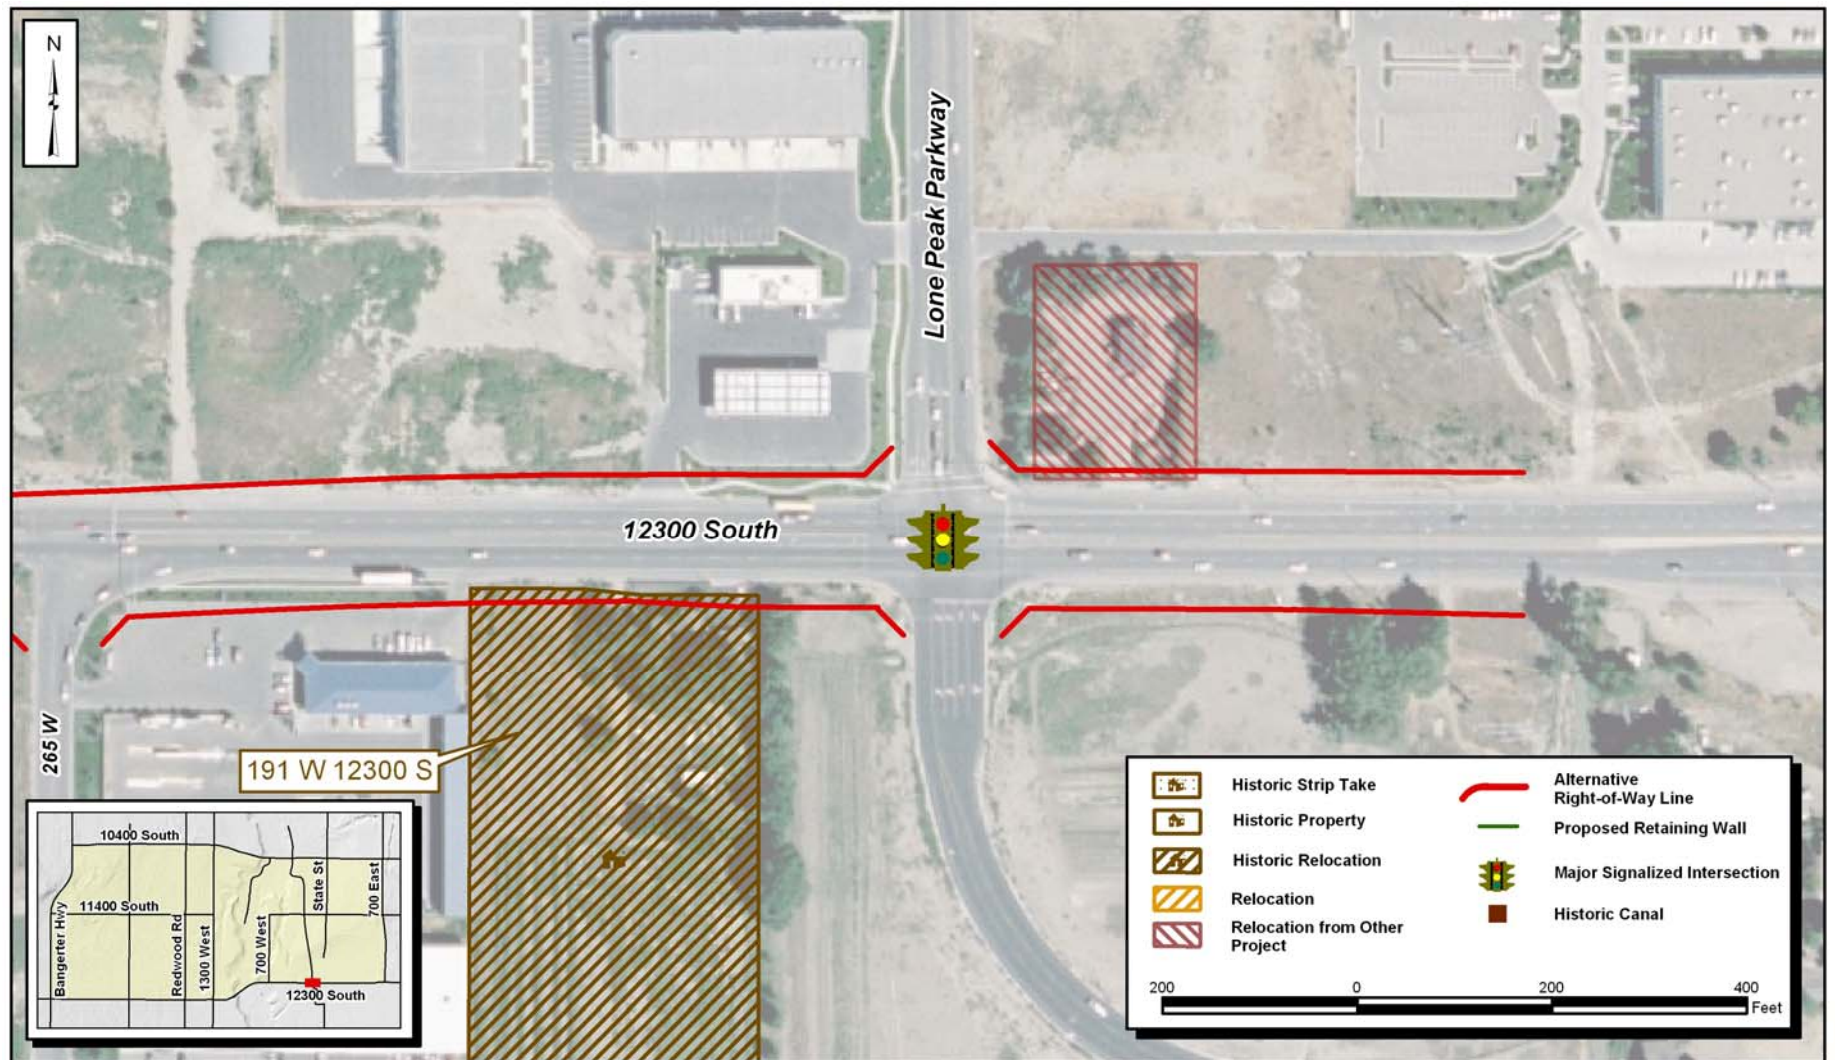 N
Lone Peak Parkway
12300 South
265 W
191 W 12300 S
10400 South
11400 South
Bangerter Hwy
Redwood Rd
1300 West
700 West
State St
700 East
12300 South
Historic Strip Take
Historic Property
Historic Relocation
Relocation
Relocation from Other
Project
Alternative
Right-of-Way Line
Proposed Retaining Wall
Major Signalized Intersection
Historic Canal
200 0 200 400
Feet